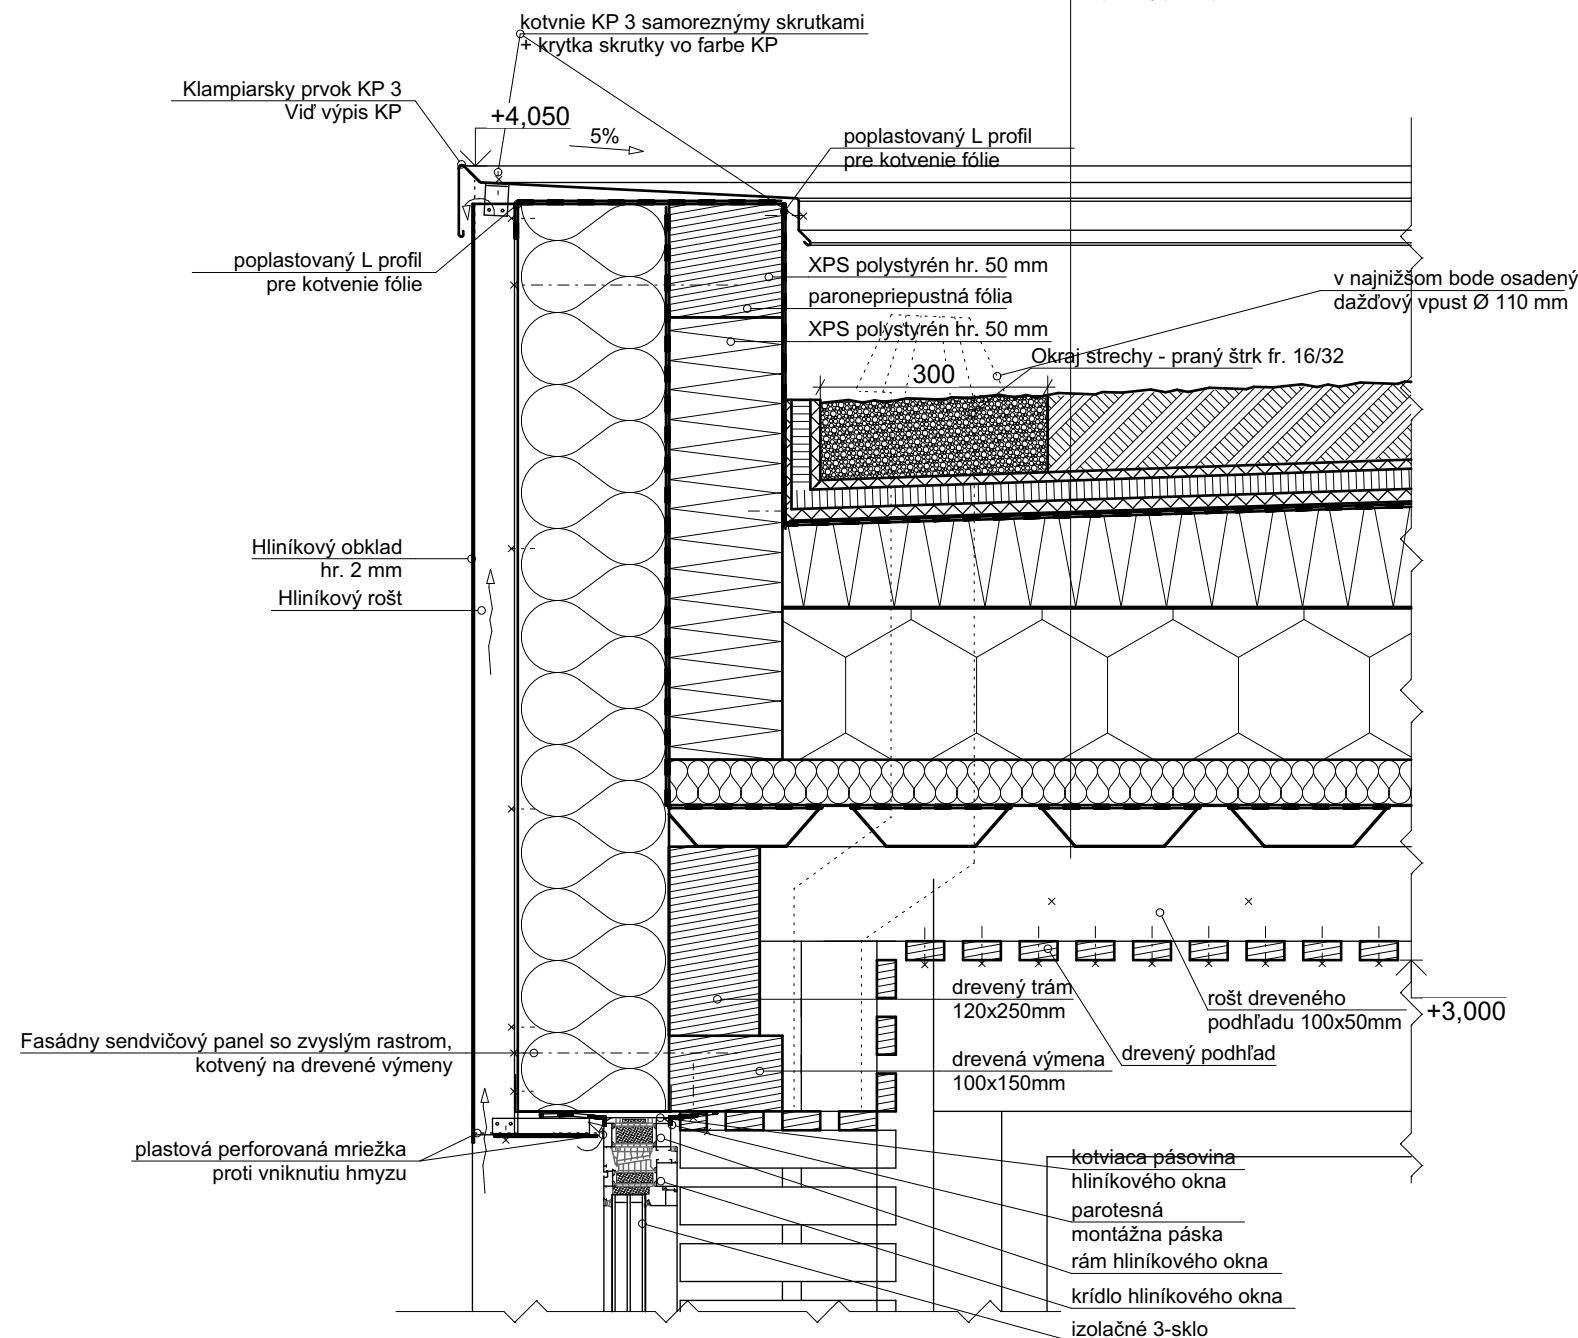 kotvnie KP 3 samoreznýmy skrutkami
+ krytka skrutky vo farbe KP
Klampiarsky prvok KP 3
Viď výpis KP
+4,050
5%
poplastovaný L profil
pre kotvenie fólie
poplastovaný L profil
pre kotvenie fólie
XPS polystyrén hr. 50 mm
paronepriepustná fólia
XPS polystyrén hr. 50 mm
v najnižšom bode osadený
dažďový vpust Ø 110 mm
Okraj strechy - praný štrk fr. 16/32
300
Hliníkový obklad
hr. 2 mm
Hliníkový rošt
drevený trám
120x250mm
rošt dreveného
podhľadu 100x50mm
+3,000
Fasádny sendvičový panel so zvyslým rastrom,
kotvený na drevené výmeny
drevená výmena
100x150mm
drevený podhľad
plastová perforovaná mriežka
proti vniknutiu hmyzu
kotviaca pásovina
hliníkového okna
parotesná
montážna páska
rám hliníkového okna
krídlo hliníkového okna
izolačné 3-sklo